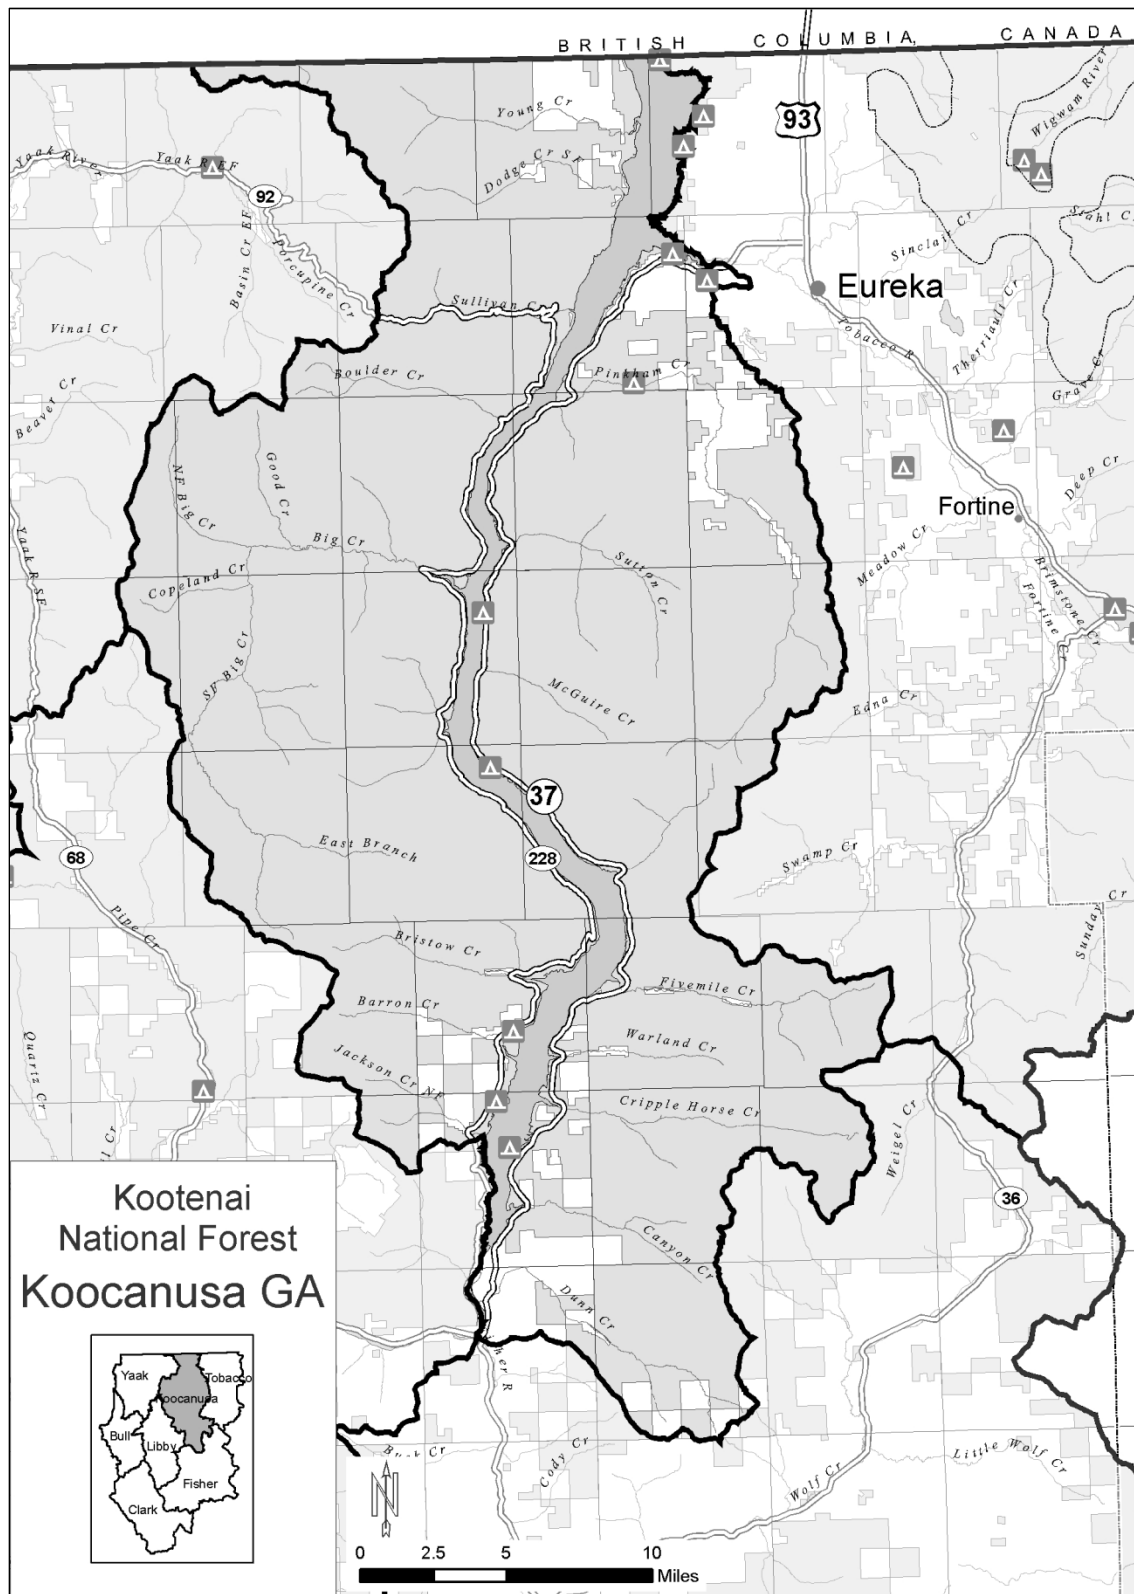 BRITISH COLUMBIA, CANADA
Young Cr
93
Wigwam River
Yaak River
Yaak R EF
Dodge Cr SF
92
Basin Cr EF
Porcupine Cr
Stahl C
Sinclair Cr
Sullivan C
Eureka
Vinal Cr
Tobacco R
Therriault Cr
Boulder Cr
Pinkham Cr
Grave Cr
Beaver Cr
NF Big Cr
Good Cr
Deep Cr
Fortine
Yaak R SF
Big Cr
Copeland Cr
Sutton Cr
Meadow Cr
Brimstone Cr
Fortine Cr
SF Big Cr
McGuire Cr
Edna Cr
37
East Branch
228
68
Swamp Cr
Pipe Cr
Sunday Cr
Bristow Cr
Barron Cr
Fivemile Cr
Quartz Cr
Jackson Cr NF
Warland Cr
Cripple Horse Cr
Weigel Cr
36
Canyon Cr
Dunn Cr
her R
Cody Cr
Wolf Cr
Little Wolf Cr
Kootenai
National Forest
Koocanusa GA
Yaak
Tobacco
Koocanusa
Bull
Libby
Fisher
Clark
N
0 2.5 5 10
Miles